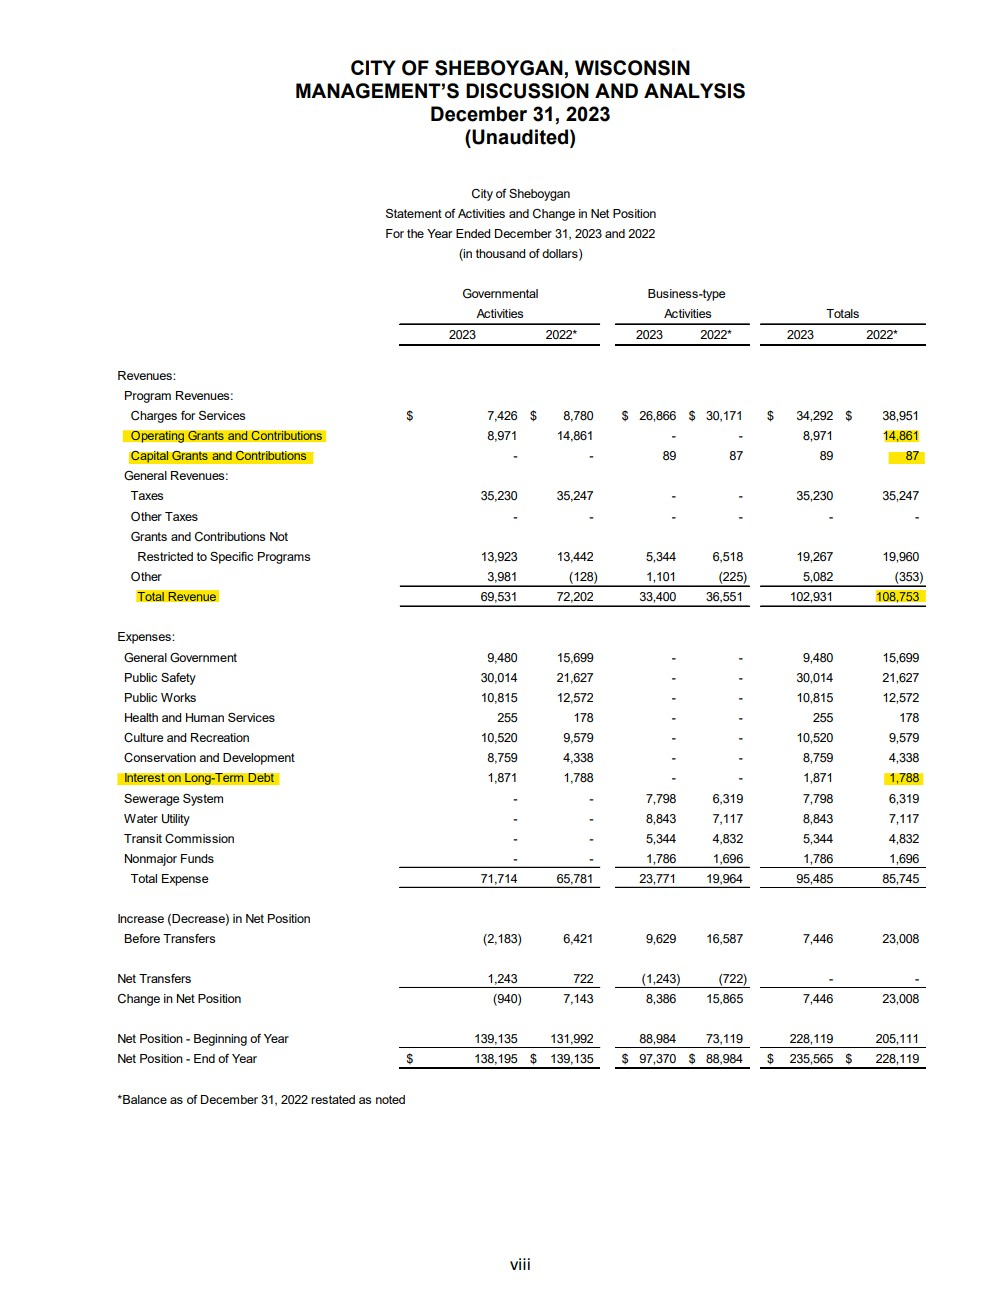 CITY OF SHEBOYGAN, WISCONSIN
MANAGEMENT'S DISCUSSION AND ANALYSIS
December 31, 2023
(Unaudited)
City of Sheboygan
Statement of Activities and Change in Net Position
For the Year Ended December 31, 2023 and 2022
(in thousand of dollars)
Governmental Business-type
Activities Activities Totals
2023 2022* 2023 2022* 2023 2022*
Revenues:
Program Revenues:
Charges for Services $ 7,426 $ 8,780 $ 26,866 $ 30,171 $ 34,292 $ 38,951
Operating Grants and Contributions 8,971 14,861 - - 8,971 14,861
Capital Grants and Contributions - - 89 87 89 87
General Revenues:
Taxes 35,230 35,247 - - 35,230 35,247
Other Taxes - - - - - -
Grants and Contributions Not
Restricted to Specific Programs 13,923 13,442 5,344 6,518 19,267 19,960
Other 3,981 (128) 1,101 (225) 5,082 (353)
Total Revenue 69,531 72,202 33,400 36,551 102,931 108,753
Expenses:
General Government 9,480 15,699 - - 9,480 15,699
Public Safety 30,014 21,627 - - 30,014 21,627
Public Works 10,815 12,572 - - 10,815 12,572
Health and Human Services 255 178 - - 255 178
Culture and Recreation 10,520 9,579 - - 10,520 9,579
Conservation and Development 8,759 4,338 - - 8,759 4,338
Interest on Long-Term Debt 1,871 1,788 - - 1,871 1,788
Sewerage System - - 7,798 6,319 7,798 6,319
Water Utility - - 8,843 7,117 8,843 7,117
Transit Commission - - 5,344 4,832 5,344 4,832
Nonmajor Funds - - 1,786 1,696 1,786 1,696
Total Expense 71,714 65,781 23,771 19,964 95,485 85,745
Increase (Decrease) in Net Position
Before Transfers (2,183) 6,421 9,629 16,587 7,446 23,008
Net Transfers 1,243 722 (1,243) (722) - -
Change in Net Position (940) 7,143 8,386 15,865 7,446 23,008
Net Position - Beginning of Year 139,135 131,992 88,984 73,119 228,119 205,111
Net Position - End of Year $ 138,195 $ 139,135 $ 97,370 $ 88,984 $ 235,565 $ 228,119
*Balance as of December 31, 2022 restated as noted
viii